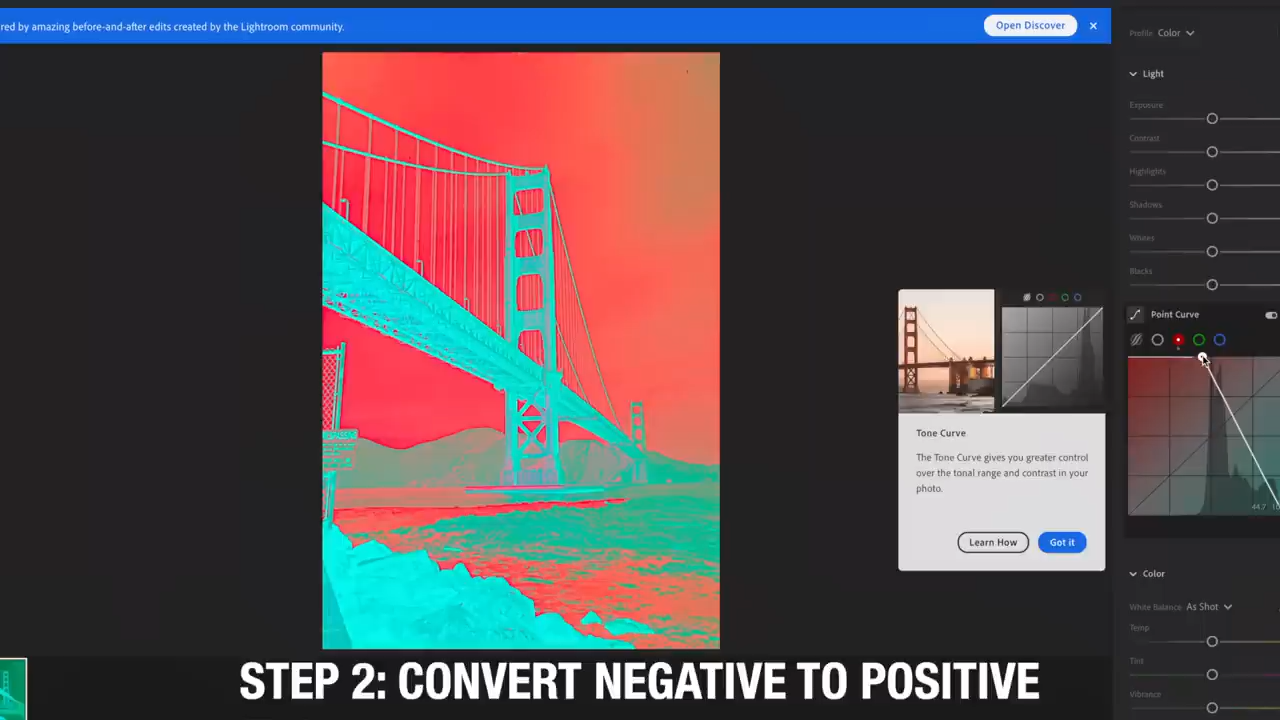 red by amazing before-and-after edits created by the Lightroom community.
Open Discover
Profile Color
Light
Exposure
Contrast
Highlights
Shadows
Whites
Blacks
Point Curve
Tone Curve
The Tone Curve gives you greater control
over the tonal range and contrast in your
photo.
Learn How
Got it
44.7
Color
White Balance As Shot
Temp
Tint
Vibrance
STEP 2: CONVERT NEGATIVE TO POSITIVE